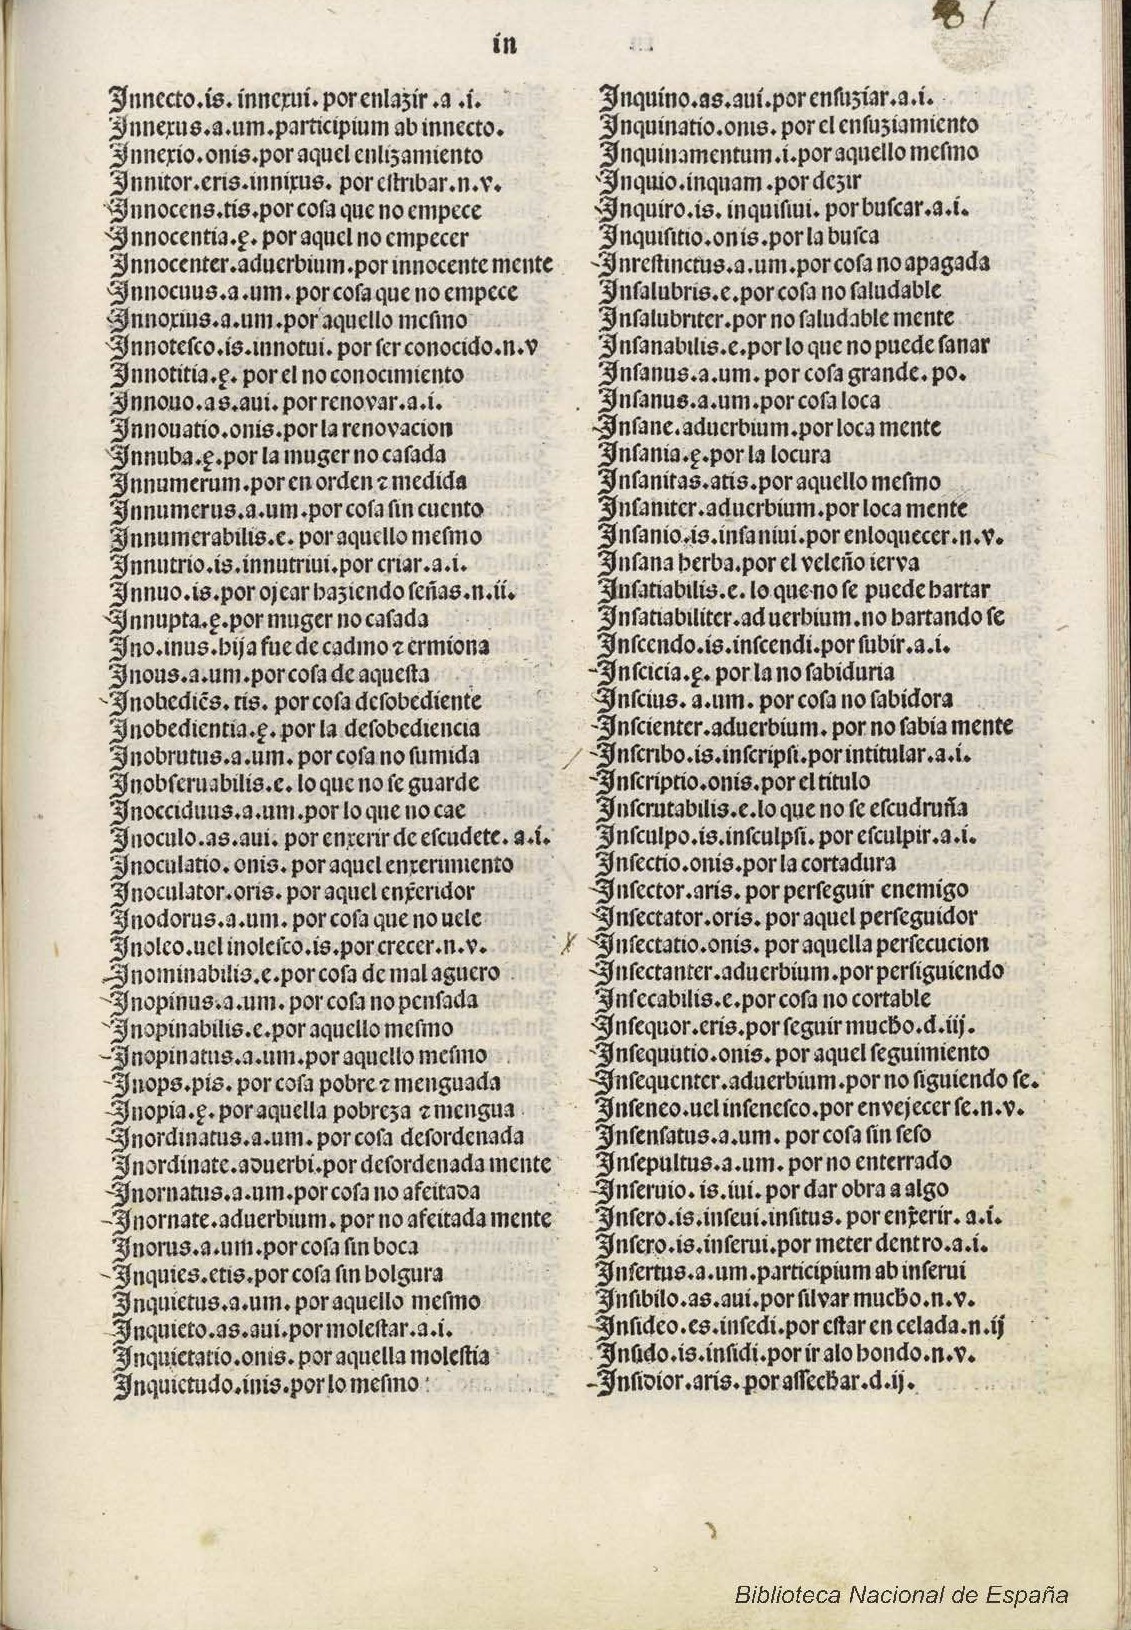 in
81
Innecto.is. innexui. por enlazir .a .i.
Innexus.a.um.participium ab innecto.
Innexio.onis.por aquel enlizamiento
Innitor.eris.innixus. por estribar.n.v.
Innocens.tis.por cosa que no empece
Innocentia.ę. por aquel no empecer
Innocenter.aduerbium.por innocente mente
Innocuus.a.um. por cosa que no empece
Innoxius.a.um.por aquello mesmo
Innotesco.is.innotui. por ser conocido.n.v
Innotitia.ę. por el no conocimiento
Innouo.as.aui. por renovar.a.i.
Innouatio.onis.por la renovacion
Innuba.ę.por la muger no casada
Innumerum.por en orden ⁊ medida
Innumerus.a.um.por cosa sin cuento
Innumerabilis.e. por aquello mesmo
Innutrio.is.innutriui.por criar.a.i.
Innuo.is.por ojear haziendo señas.n.ii.
Innupta.ę.por muger no casada
Ino.inus.hija fue de cadmo ⁊ ermiona
Inous.a.um.por cosa de aquesta
Inobediēs. tis. por cosa desobediente
Inobedientia.ę. por la desobediencia
Inobrutus.a.um. por cosa no sumida
Inobseruabilis.e. lo que no se guarde
Inocciduus.a.um.por lo que no cae
Inoculo.as.aui. por enxerir de escudete. a.i.
Inoculatio.onis. por aquel enxerimiento
Inoculator.oris. por aquel enxeridor
Inodorus.a.um. por cosa que no uele
Inoleo.uel inolesco.is.por crecer.n.v.
Inominabilis.e.por cosa de mal aguero
Inopinus.a.um. por cosa no pensada
Inopinabilis.e.por aquello mesmo
Inopinatus.a.um.por aquello mesmo
Inops.pis. por cosa pobre ⁊ menguada
Inopia.ę. por aquella pobreza ⁊ mengua
Inordinatus.a.um. por cosa desordenada
Inordinate.aduerbi.por desordenada mente
Inornatus.a.um.por cosa no afeitada
Inornate.aduerbium. por no afeitada mente
Inorus.a.um.por cosa sin boca
Inquies.etis.por cosa sin holgura
Inquietus.a.um. por aquello mesmo
Inquieto.as.aui.por molestar.a.i.
Inquietatio.onis. por aquella molestia
Inquietudo.inis.por lo mesmo
Inquino.as.aui.por ensuziar.a.i.
Inquinatio.onis. por el ensuziamiento
Inquinamentum.i.por aquello mesmo
Inquio.inquam.por dezir
Inquiro.is. inquisiui. por buscar.a.i.
Inquisitio.onis.por la busca
Inrestinctus.a.um.por cosa no apagada
Insalubris.e.por cosa no saludable
Insalubriter.por no saludable mente
Insanabilis.e.por lo que no puede sanar
Insanus.a.um. por cosa grande. po.
Insanus.a.um.por cosa loca
Insane.aduerbium.por loca mente
Insania.ę.por la locura
Insanitas.atis.por aquello mesmo
Insaniter.aduerbium.por loca mente
Insanio.is.insaniui.por enloquecer.n.v.
Insana herba.por el veleño ierva
Insatiabilis.e. lo que no se puede hartar
Insatiabiliter.aduerbium.no hartando se
Inscendo.is.inscendi.por subir.a.i.
Inscicia.ę. por la no sabiduria
Inscius. a.um. por cosa no sabidora
Inscienter.aduerbium. por no sabia mente
Inscribo.is.inscripsi.por intitular.a.i.
Inscriptio.onis.por el titulo
Inscrutabilis.e.lo que no se escudruña
Insculpo.is.insculpsi. por esculpir.a.i.
Insectio.onis.por la cortadura
Insector.aris. por perseguir enemigo
Insectator.oris. por aquel perseguidor
Insectatio.onis. por aquella persecucion
Insectanter.aduerbium.por persiguiendo
Insecabilis.e.por cosa no cortable
Insequor.eris.por seguir mucho.d.iij.
Insequutio.onis. por aquel seguimiento
Insequenter.aduerbium.por no siguiendo se.
Inseneo.uel insenesco.por envejecer se.n.v.
Insensatus.a.um. por cosa sin seso
Insepultus.a.um. por no enterrado
Inseruio. is.iui. por dar obra a algo
Insero.is.inseui.insitus. por enxerir. a.i.
Insero.is.inserui.por meter dentro.a.i.
Insertus.a.um.participium ab inserui
Insibilo.as.aui.por silvar mucho.n.v.
Insideo.es.insedi.por estar en celada.n.ij
Insido.is.insidi.por ir alo hondo.n.v.
Insidior.aris.por assechar.d.ij.
Biblioteca Nacional de España